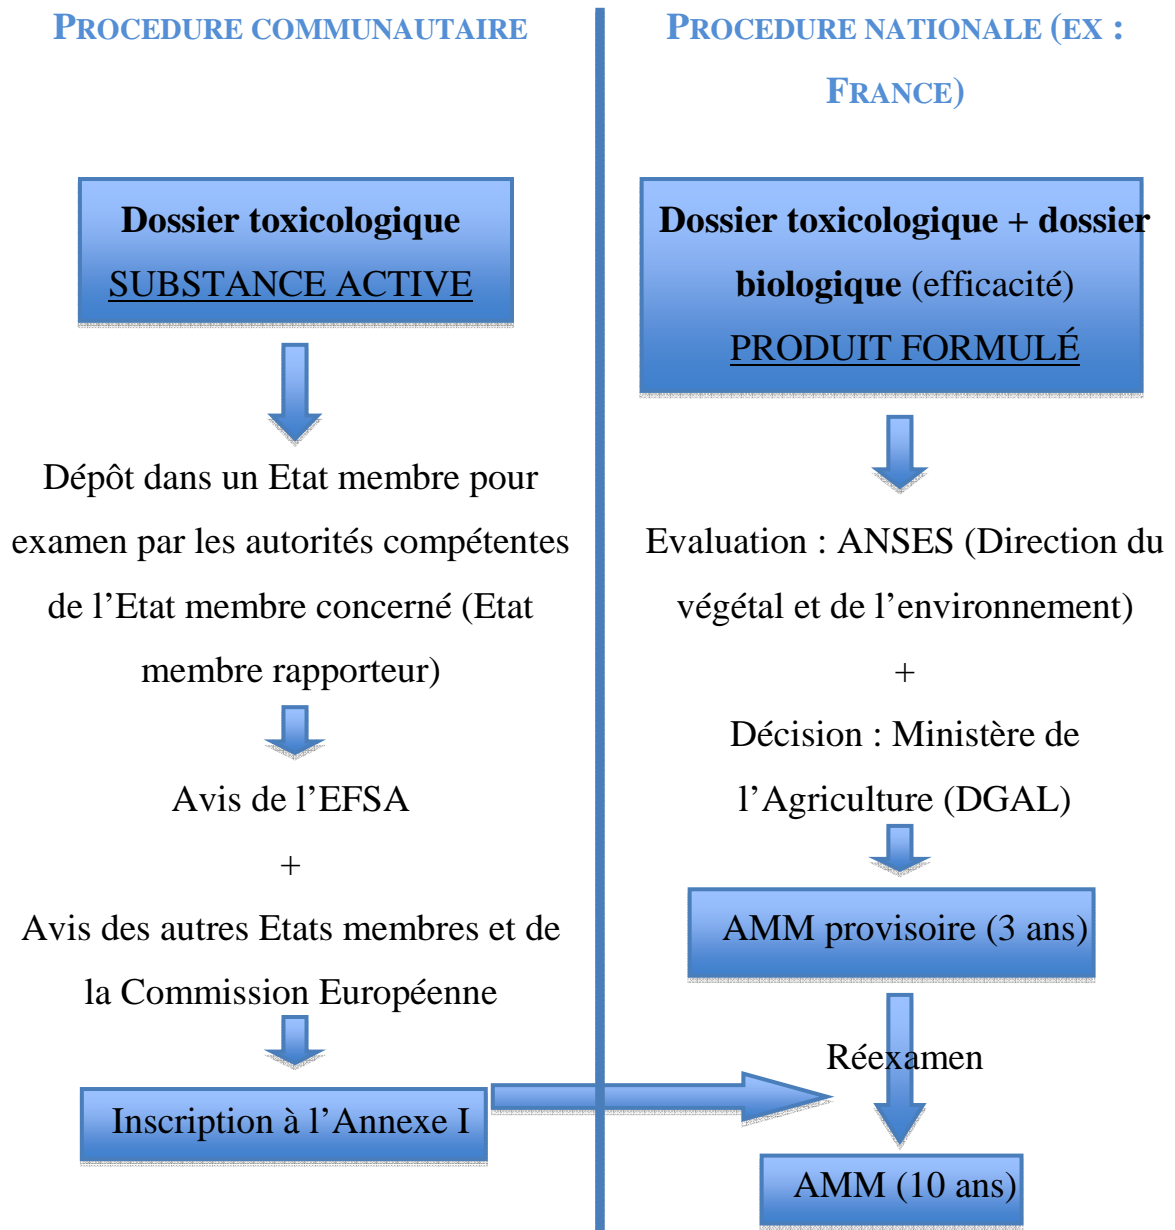 PROCEDURE COMMUNAUTAIRE
Dossier toxicologique
SUBSTANCE ACTIVE
Dépôt dans un Etat membre pour
examen par les autorités compétentes
de l’Etat membre concerné (Etat
membre rapporteur)
Avis de l’EFSA
+
Avis des autres Etats membres et de
la Commission Européenne
Inscription à l’Annexe I
PROCEDURE NATIONALE (EX :
FRANCE)
Dossier toxicologique + dossier
biologique (efficacité)
PRODUIT FORMULÉ
Evaluation : ANSES (Direction du
végétal et de l’environnement)
+
Décision : Ministère de
l’Agriculture (DGAL)
AMM provisoire (3 ans)
Réexamen
AMM (10 ans)